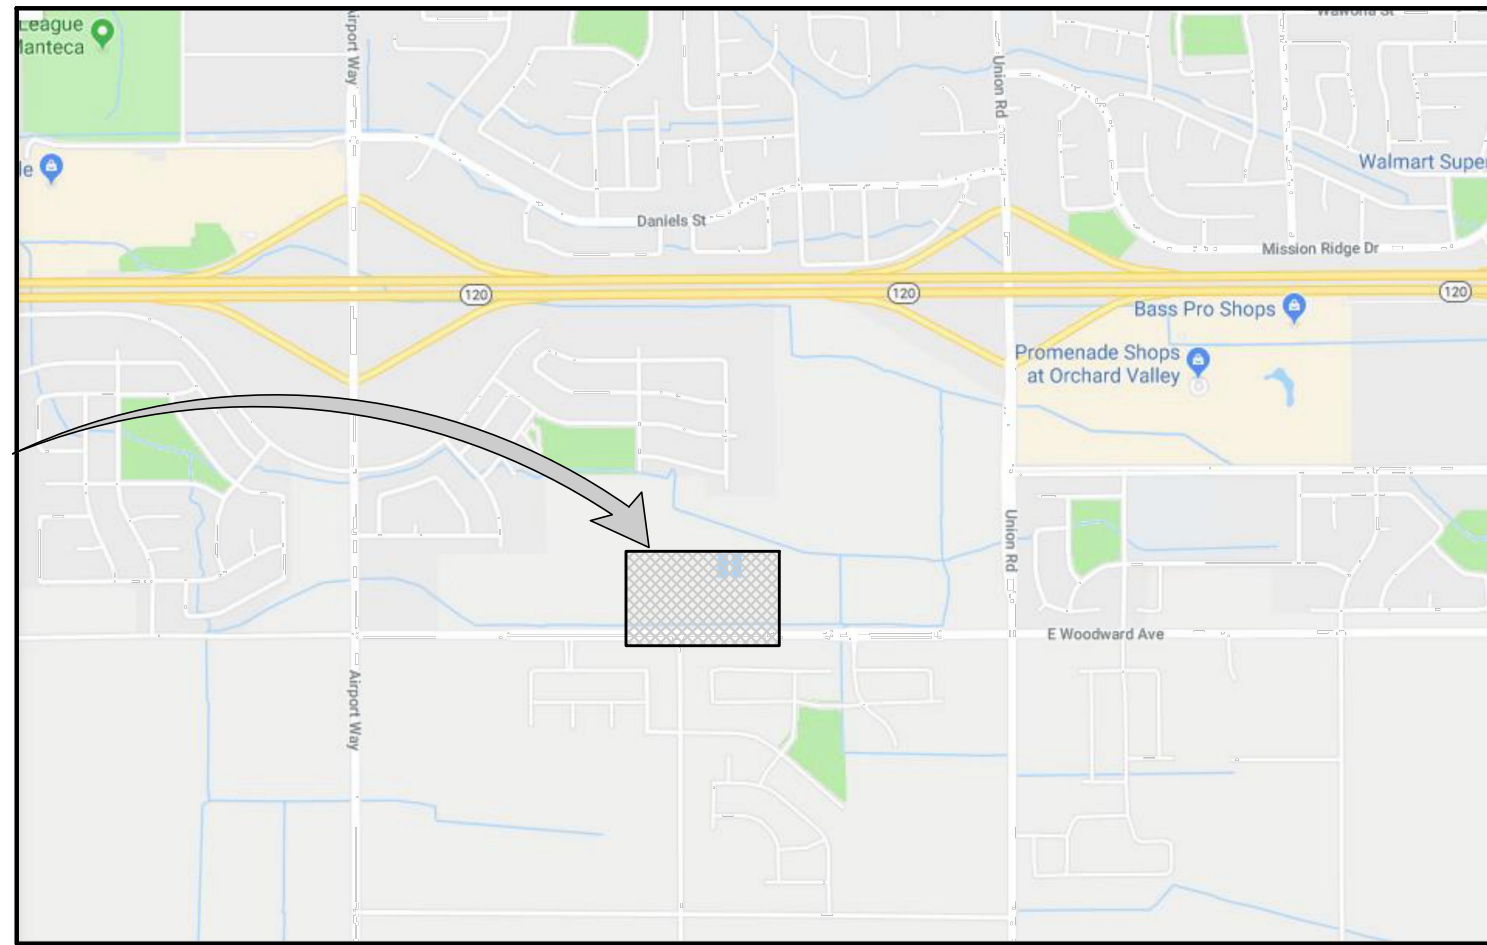 League
Manteca
Airport Way
Union Rd
Wawona St
le
Walmart Super
Daniels St
Mission Ridge Dr
120
120
120
Bass Pro Shops
Promenade Shops
at Orchard Valley
Union Rd
E Woodward Ave
Airport Way